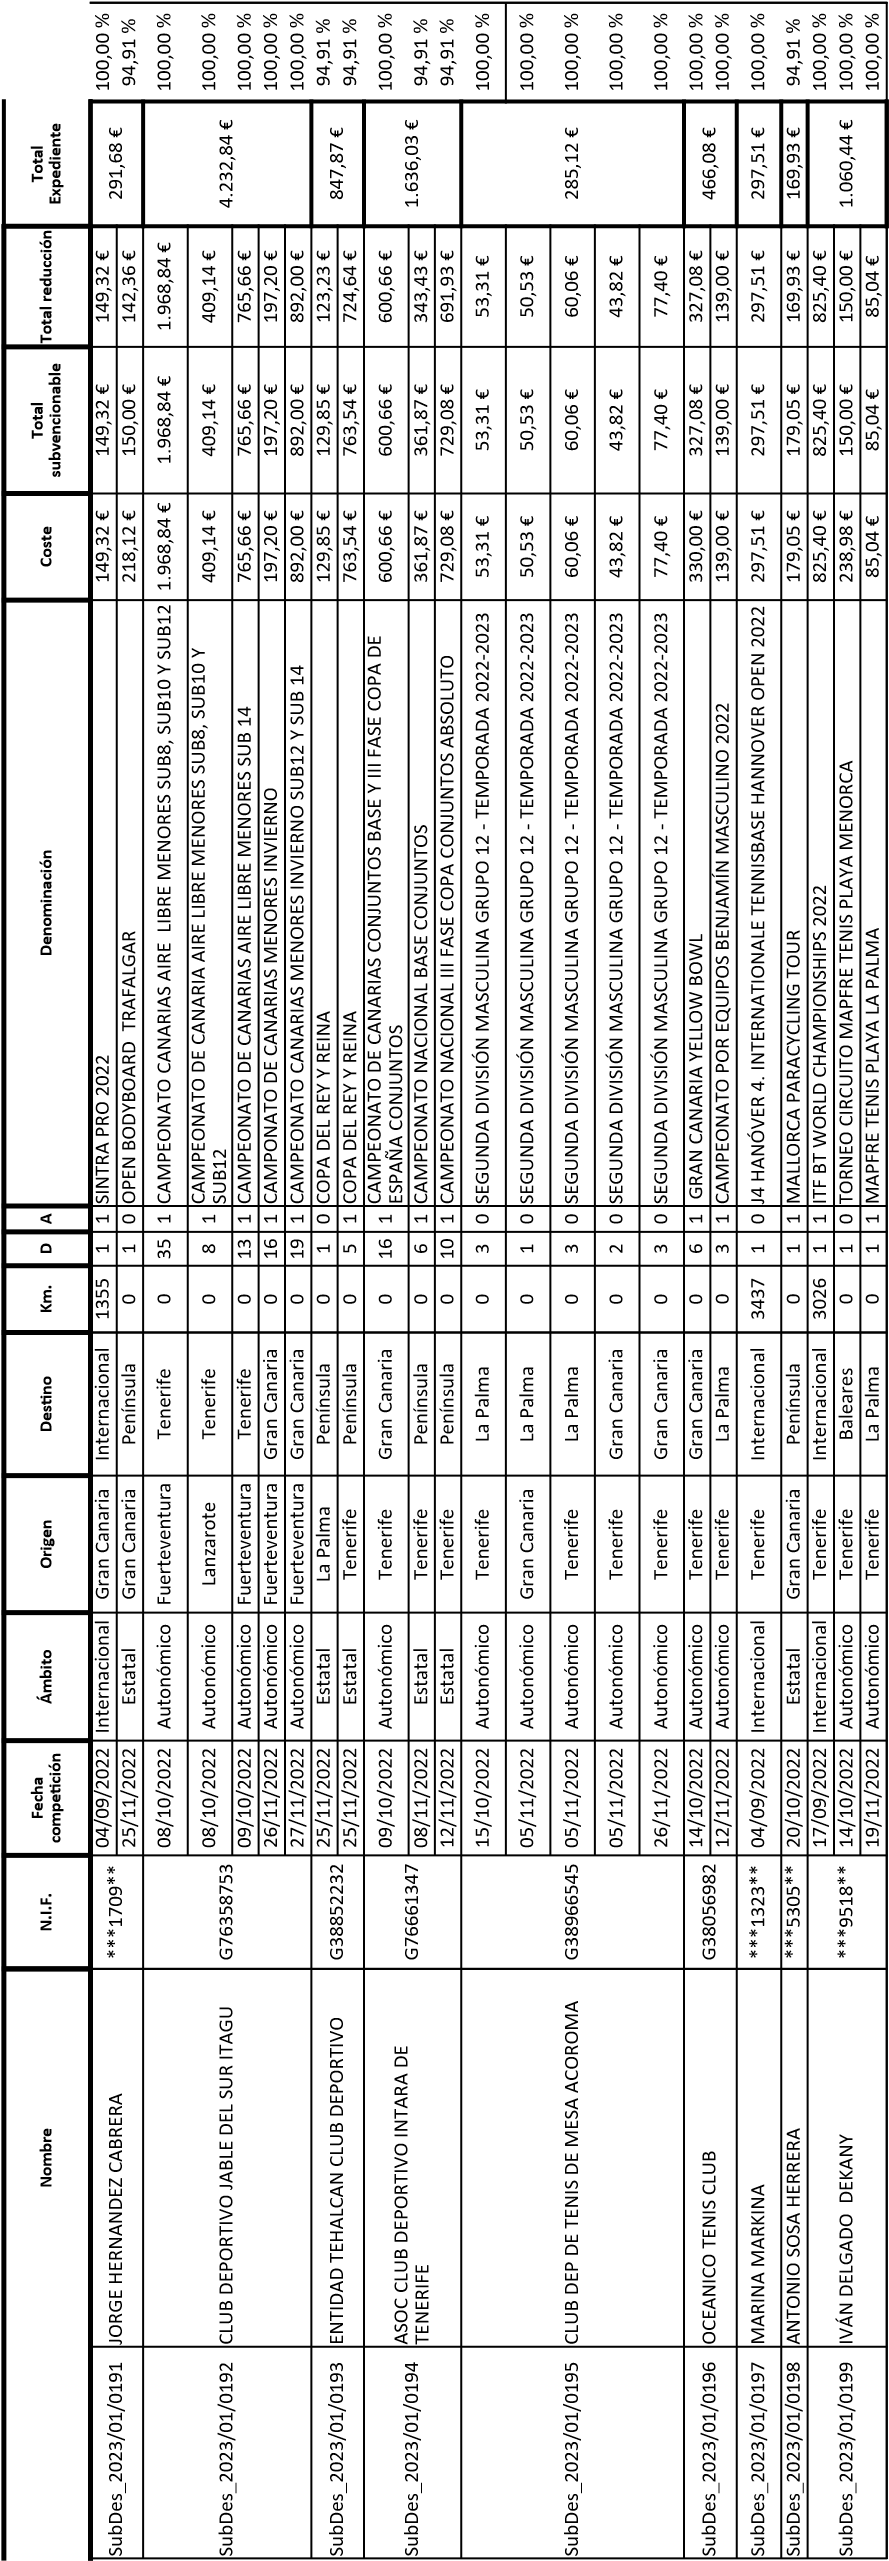 Nombre N.I.F. Fecha competición Ámbito Origen Destino Km. D A Denominación Coste Total subvencionable Total reducción Total Expediente
SubDes_2023/01/0191 JORGE HERNANDEZ CABRERA ***1709** 04/09/2022 Internacional Gran Canaria Internacional 1355 1 1 SINTRA PRO 2022 149,32 € 149,32 € 149,32 € 291,68 € 100,00 %
25/11/2022 Estatal Gran Canaria Península 0 1 0 OPEN BODYBOARD TRAFALGAR 218,12 € 150,00 € 142,36 € 94,91 %
SubDes_2023/01/0192 CLUB DEPORTIVO JABLE DEL SUR ITAGU G76358753 08/10/2022 Autonómico Fuerteventura Tenerife 0 35 1 CAMPEONATO CANARIAS AIRE LIBRE MENORES SUB8, SUB10 Y SUB12 1.968,84 € 1.968,84 € 1.968,84 € 4.232,84 € 100,00 %
08/10/2022 Autonómico Lanzarote Tenerife 0 8 1 CAMPEONATO DE CANARIA AIRE LIBRE MENORES SUB8, SUB10 Y
SUB12 409,14 € 409,14 € 409,14 € 100,00 %
09/10/2022 Autonómico Fuerteventura Tenerife 0 13 1 CAMPEONATO DE CANARIAS AIRE LIBRE MENORES SUB 14 765,66 € 765,66 € 765,66 € 100,00 %
26/11/2022 Autonómico Fuerteventura Gran Canaria 0 16 1 CAMPONATO DE CANARIAS MENORES INVIERNO 197,20 € 197,20 € 197,20 € 100,00 %
27/11/2022 Autonómico Fuerteventura Gran Canaria 0 19 1 CAMPEONATO CANARIAS MENORES INVIERNO SUB12 Y SUB 14 892,00 € 892,00 € 892,00 € 100,00 %
SubDes_2023/01/0193 ENTIDAD TEHALCAN CLUB DEPORTIVO G38852232 25/11/2022 Estatal La Palma Península 0 1 0 COPA DEL REY Y REINA 129,85 € 129,85 € 123,23 € 847,87 € 94,91 %
25/11/2022 Estatal Tenerife Península 0 5 1 COPA DEL REY Y REINA 763,54 € 763,54 € 724,64 € 94,91 %
SubDes_2023/01/0194 ASOC CLUB DEPORTIVO INTARA DE
TENERIFE G76661347 09/10/2022 Autonómico Tenerife Gran Canaria 0 16 1 CAMPEONATO DE CANARIAS CONJUNTOS BASE Y III FASE COPA DE
ESPAÑA CONJUNTOS 600,66 € 600,66 € 600,66 € 1.636,03 € 100,00 %
08/11/2022 Estatal Tenerife Península 0 6 1 CAMPEONATO NACIONAL BASE CONJUNTOS 361,87 € 361,87 € 343,43 € 94,91 %
12/11/2022 Estatal Tenerife Península 0 10 1 CAMPEONATO NACIONAL III FASE COPA CONJUNTOS ABSOLUTO 729,08 € 729,08 € 691,93 € 94,91 %
SubDes_2023/01/0195 CLUB DEP DE TENIS DE MESA ACOROMA G38966545 15/10/2022 Autonómico Tenerife La Palma 0 3 0 SEGUNDA DIVISIÓN MASCULINA GRUPO 12 - TEMPORADA 2022-2023 53,31 € 53,31 € 53,31 € 285,12 € 100,00 %
05/11/2022 Autonómico Gran Canaria La Palma 0 1 0 SEGUNDA DIVISIÓN MASCULINA GRUPO 12 - TEMPORADA 2022-2023 50,53 € 50,53 € 50,53 € 100,00 %
05/11/2022 Autonómico Tenerife La Palma 0 3 0 SEGUNDA DIVISIÓN MASCULINA GRUPO 12 - TEMPORADA 2022-2023 60,06 € 60,06 € 60,06 € 100,00 %
05/11/2022 Autonómico Tenerife Gran Canaria 0 2 0 SEGUNDA DIVISIÓN MASCULINA GRUPO 12 - TEMPORADA 2022-2023 43,82 € 43,82 € 43,82 € 100,00 %
26/11/2022 Autonómico Tenerife Gran Canaria 0 3 0 SEGUNDA DIVISIÓN MASCULINA GRUPO 12 - TEMPORADA 2022-2023 77,40 € 77,40 € 77,40 € 100,00 %
SubDes_2023/01/0196 OCEANICO TENIS CLUB G38056982 14/10/2022 Autonómico Tenerife Gran Canaria 0 6 1 GRAN CANARIA YELLOW BOWL 330,00 € 327,08 € 327,08 € 466,08 € 100,00 %
12/11/2022 Autonómico Tenerife La Palma 0 3 1 CAMPEONATO POR EQUIPOS BENJAMÍN MASCULINO 2022 139,00 € 139,00 € 139,00 € 100,00 %
SubDes_2023/01/0197 MARINA MARKINA ***1323** 04/09/2022 Internacional Tenerife Internacional 3437 1 0 J4 HANÓVER 4. INTERNATIONALE TENNISBASE HANNOVER OPEN 2022 297,51 € 297,51 € 297,51 € 297,51 € 100,00 %
SubDes_2023/01/0198 ANTONIO SOSA HERRERA ***5305** 20/10/2022 Estatal Gran Canaria Península 0 1 1 MALLORCA PARACYCLING TOUR 179,05 € 179,05 € 169,93 € 169,93 € 94,91 %
SubDes_2023/01/0199 IVÁN DELGADO DEKANY ***9518** 17/09/2022 Internacional Tenerife Internacional 3026 1 1 ITF BT WORLD CHAMPIONSHIPS 2022 825,40 € 825,40 € 825,40 € 1.060,44 € 100,00 %
14/10/2022 Autonómico Tenerife Baleares 0 1 0 TORNEO CIRCUITO MAPFRE TENIS PLAYA MENORCA 238,98 € 150,00 € 150,00 € 100,00 %
19/11/2022 Autonómico Tenerife La Palma 0 1 1 MAPFRE TENIS PLAYA LA PALMA 85,04 € 85,04 € 85,04 € 100,00 %